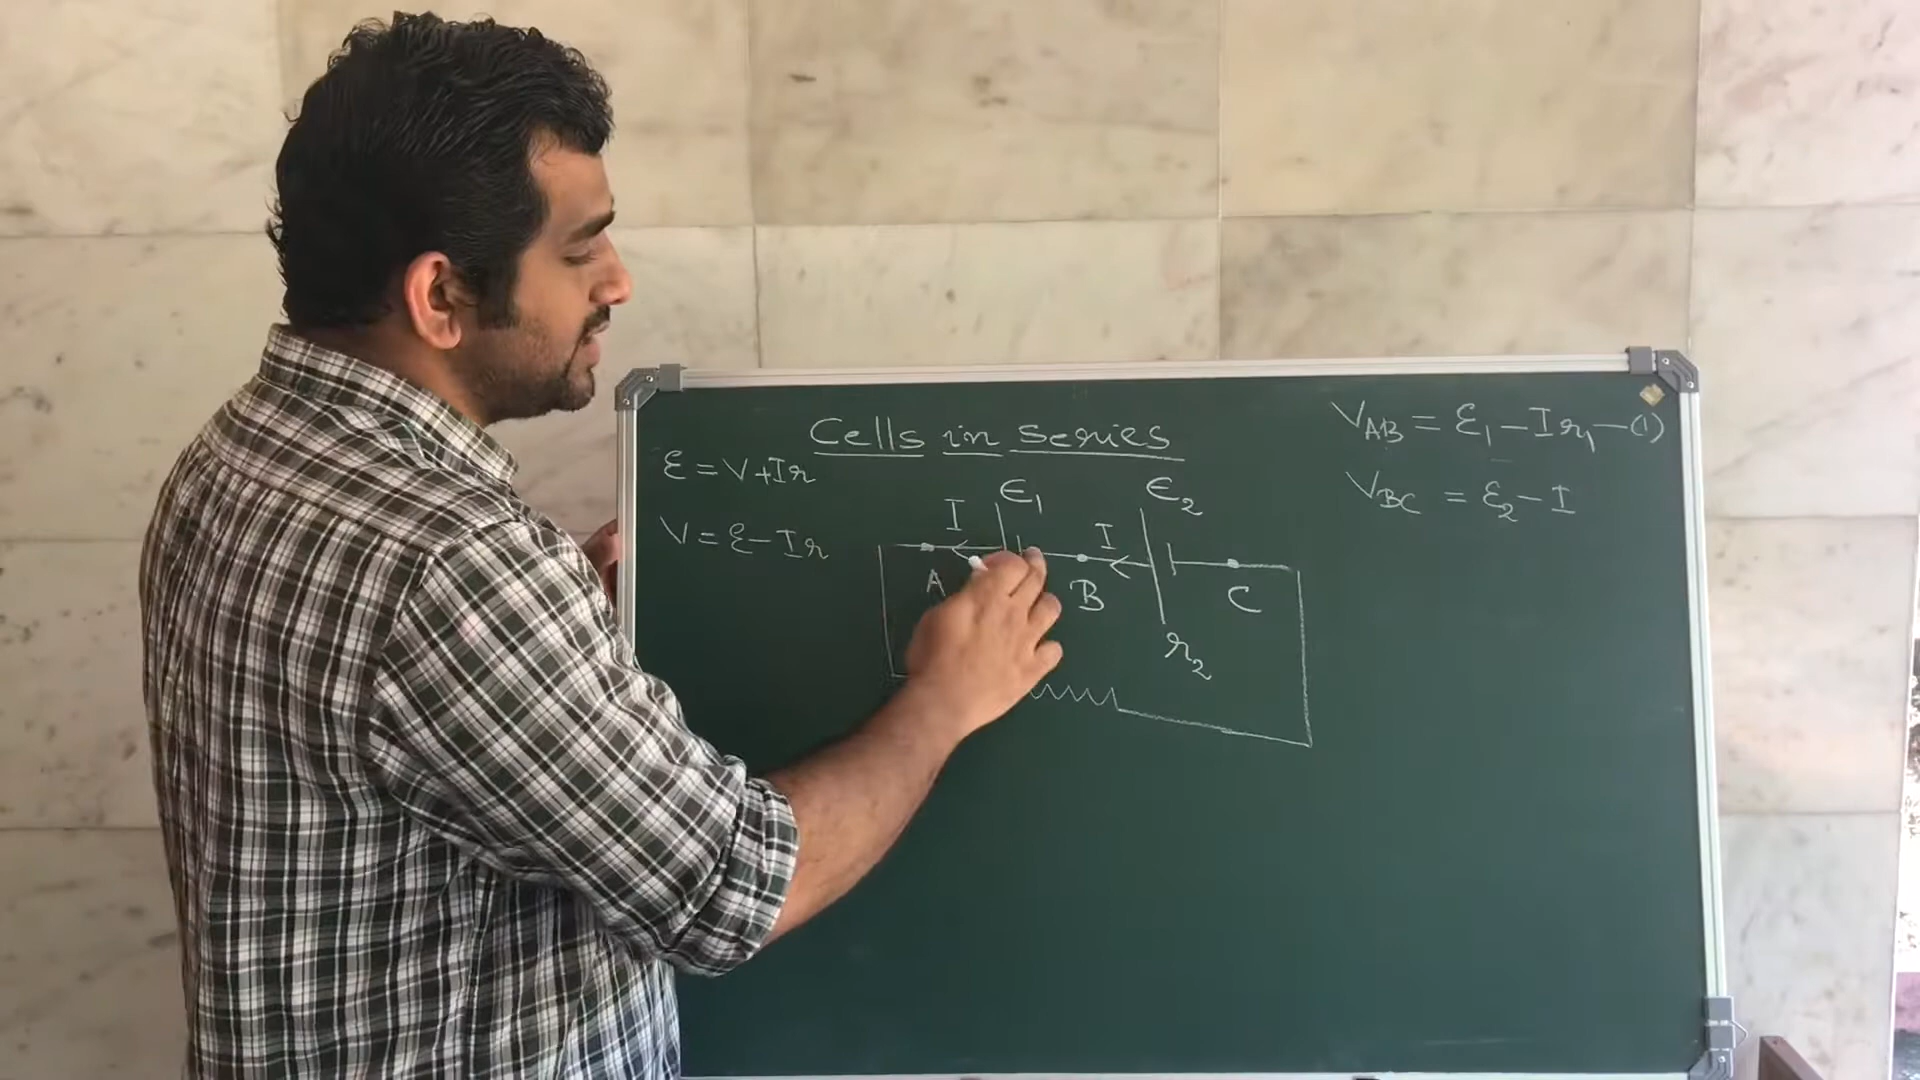 Cells in series
ε = V + Ir
V = ε - Ir
I ϵ₁ I ϵ₂
A B C
r₂
V_AB = ε₁ - Ir₁ - (1)
V_BC = ε₂ - I